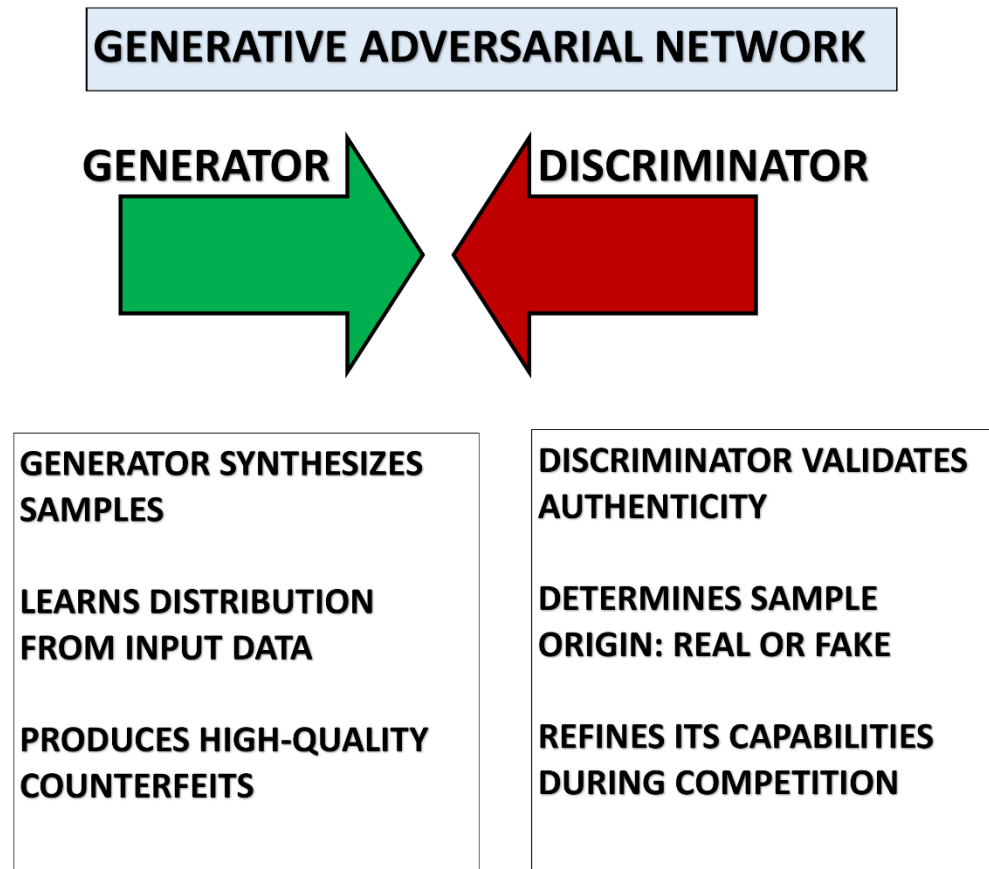 GENERATIVE ADVERSARIAL NETWORK
GENERATOR
DISCRIMINATOR
GENERATOR SYNTHESIZES
SAMPLES
LEARNS DISTRIBUTION
FROM INPUT DATA
PRODUCES HIGH-QUALITY
COUNTERFEITS
DISCRIMINATOR VALIDATES
AUTHENTICITY
DETERMINES SAMPLE
ORIGIN: REAL OR FAKE
REFINES ITS CAPABILITIES
DURING COMPETITION